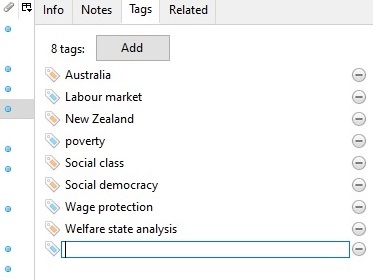 Info Notes Tags Related
8 tags: Add
Australia
Labour market
New Zealand
poverty
Social class
Social democracy
Wage protection
Welfare state analysis